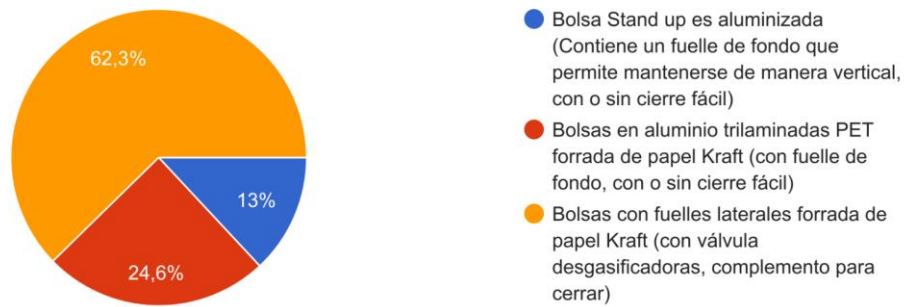 62,3%
13%
24,6%
Bolsa Stand up es aluminizada
(Contiene un fuelle de fondo que
permite mantenerse de manera vertical,
con o sin cierre fácil)
Bolsas en aluminio trilaminadas PET
forrada de papel Kraft (con fuelle de
fondo, con o sin cierre fácil)
Bolsas con fuelles laterales forrada de
papel Kraft (con válvula
desgasificadoras, complemento para
cerrar)